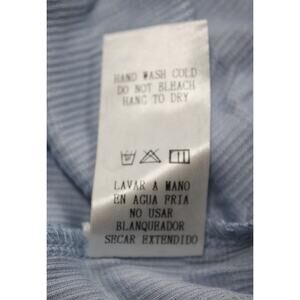 HAND WASH COLD
DO NOT BLEACH
HANG TO DRY
LAVAR A MANO
EN AGUA FRIA
NO USAR
BLANQUEADOR
SECAR EXTENDIDO